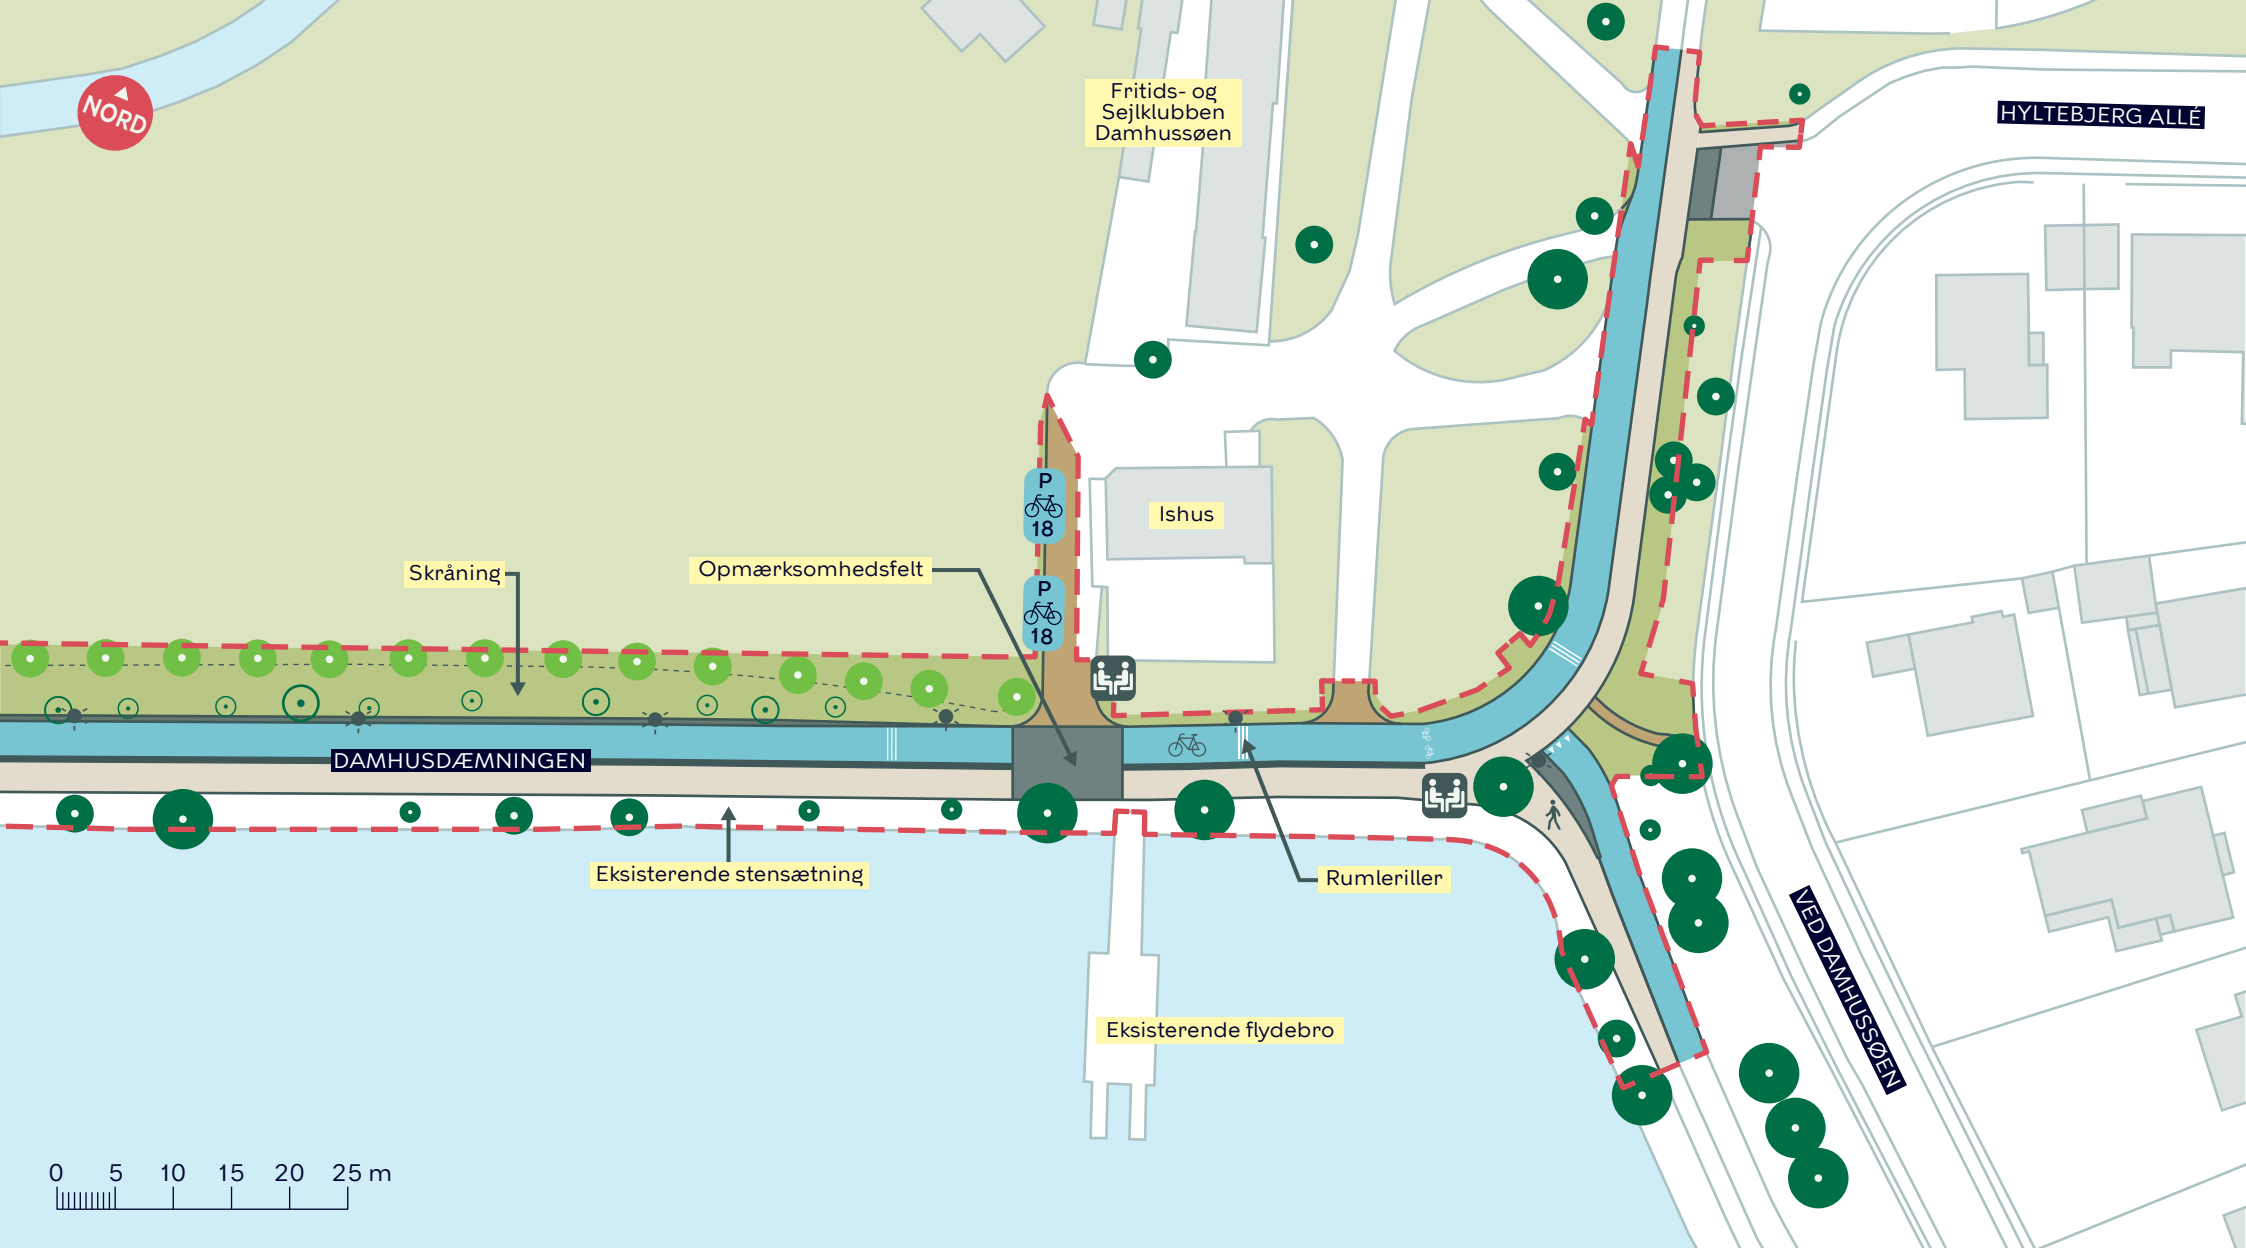 NORD
Fritids- og
Sejlklubben
Damhussøen
HYLTEBJERG ALLÉ
P
18
Ishus
Skråning
Opmærksomhedsfelt
P
18
DAMHUSDÆMNINGEN
Eksisterende stensætning
Rumleriller
VED DAMHUSSØEN
Eksisterende flydebro
0 5 10 15 20 25 m